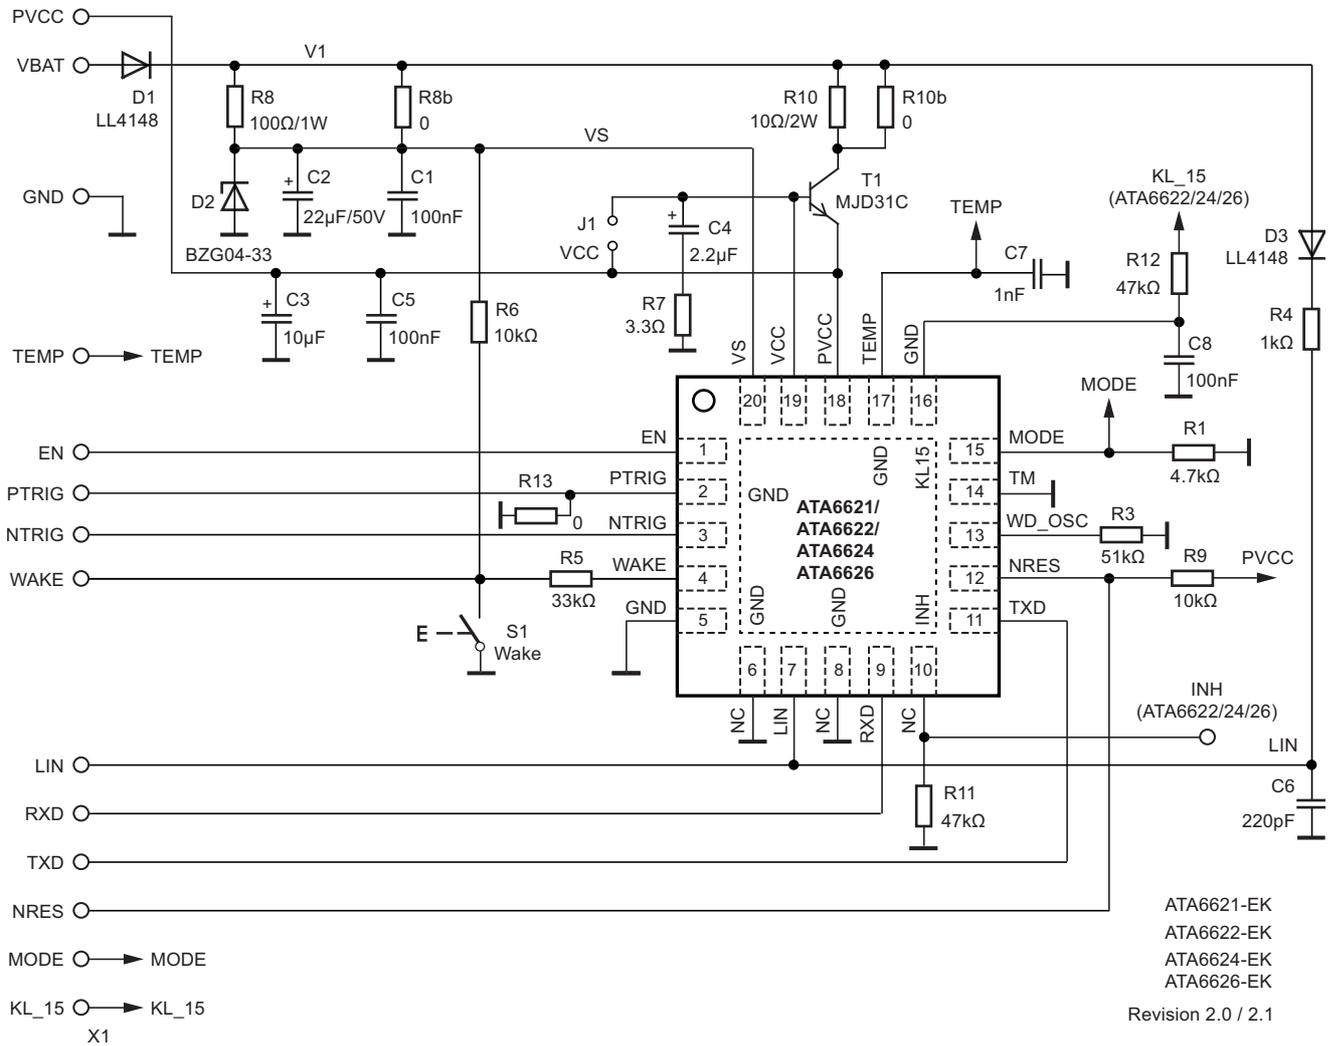 PVCC
VBAT
V1
D1
LL4148
R8
100Ω/1W
R8b
0
R10
10Ω/2W
R10b
0
VS
GND
D2
BZG04-33
+
C2
22µF/50V
C1
100nF
J1
VCC
+
C4
2.2µF
T1
MJD31C
TEMP
KL_15
(ATA6622/24/26)
D3
LL4148
C7
1nF
R12
47kΩ
+
C3
10µF
C5
100nF
R6
10kΩ
R7
3.3Ω
R4
1kΩ
C8
100nF
TEMP
TEMP
VS
VCC
PVCC
TEMP
GND
20
19
18
17
16
MODE
EN
EN
1
15
MODE
R1
4.7kΩ
GND
KL15
PTRIG
R13
0
PTRIG
2
14
TM
GND
ATA6621/
ATA6622/
ATA6624
ATA6626
NTRIG
NTRIG
3
13
WD_OSC
R3
51kΩ
WAKE
R5
33kΩ
WAKE
4
12
NRES
R9
10kΩ
PVCC
GND
5
11
TXD
GND
GND
INH
E
S1
Wake
6
7
8
9
10
NC
LIN
NC
RXD
NC
INH
(ATA6622/24/26)
LIN
LIN
C6
220pF
R11
47kΩ
RXD
TXD
NRES
MODE
MODE
KL_15
KL_15
X1
ATA6621-EK
ATA6622-EK
ATA6624-EK
ATA6626-EK
Revision 2.0 / 2.1